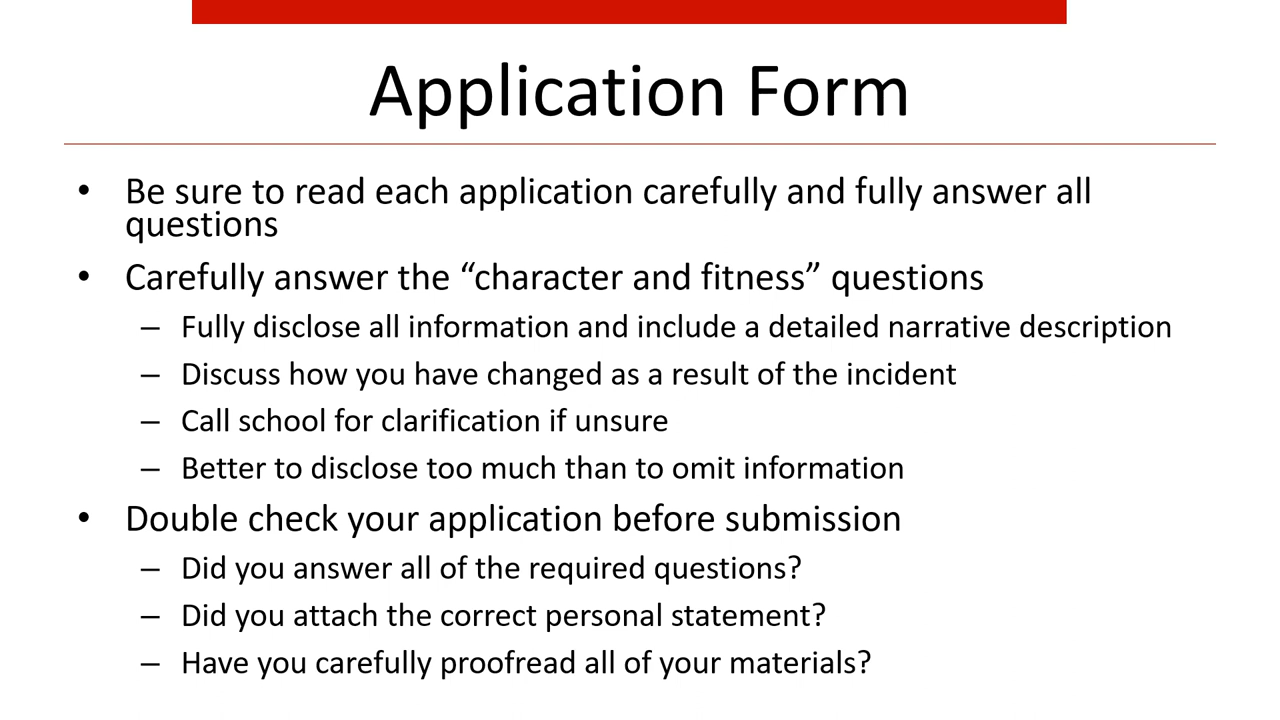 Application Form
• Be sure to read each application carefully and fully answer all
questions
• Carefully answer the “character and fitness” questions
– Fully disclose all information and include a detailed narrative description
– Discuss how you have changed as a result of the incident
– Call school for clarification if unsure
– Better to disclose too much than to omit information
• Double check your application before submission
– Did you answer all of the required questions?
– Did you attach the correct personal statement?
– Have you carefully proofread all of your materials?